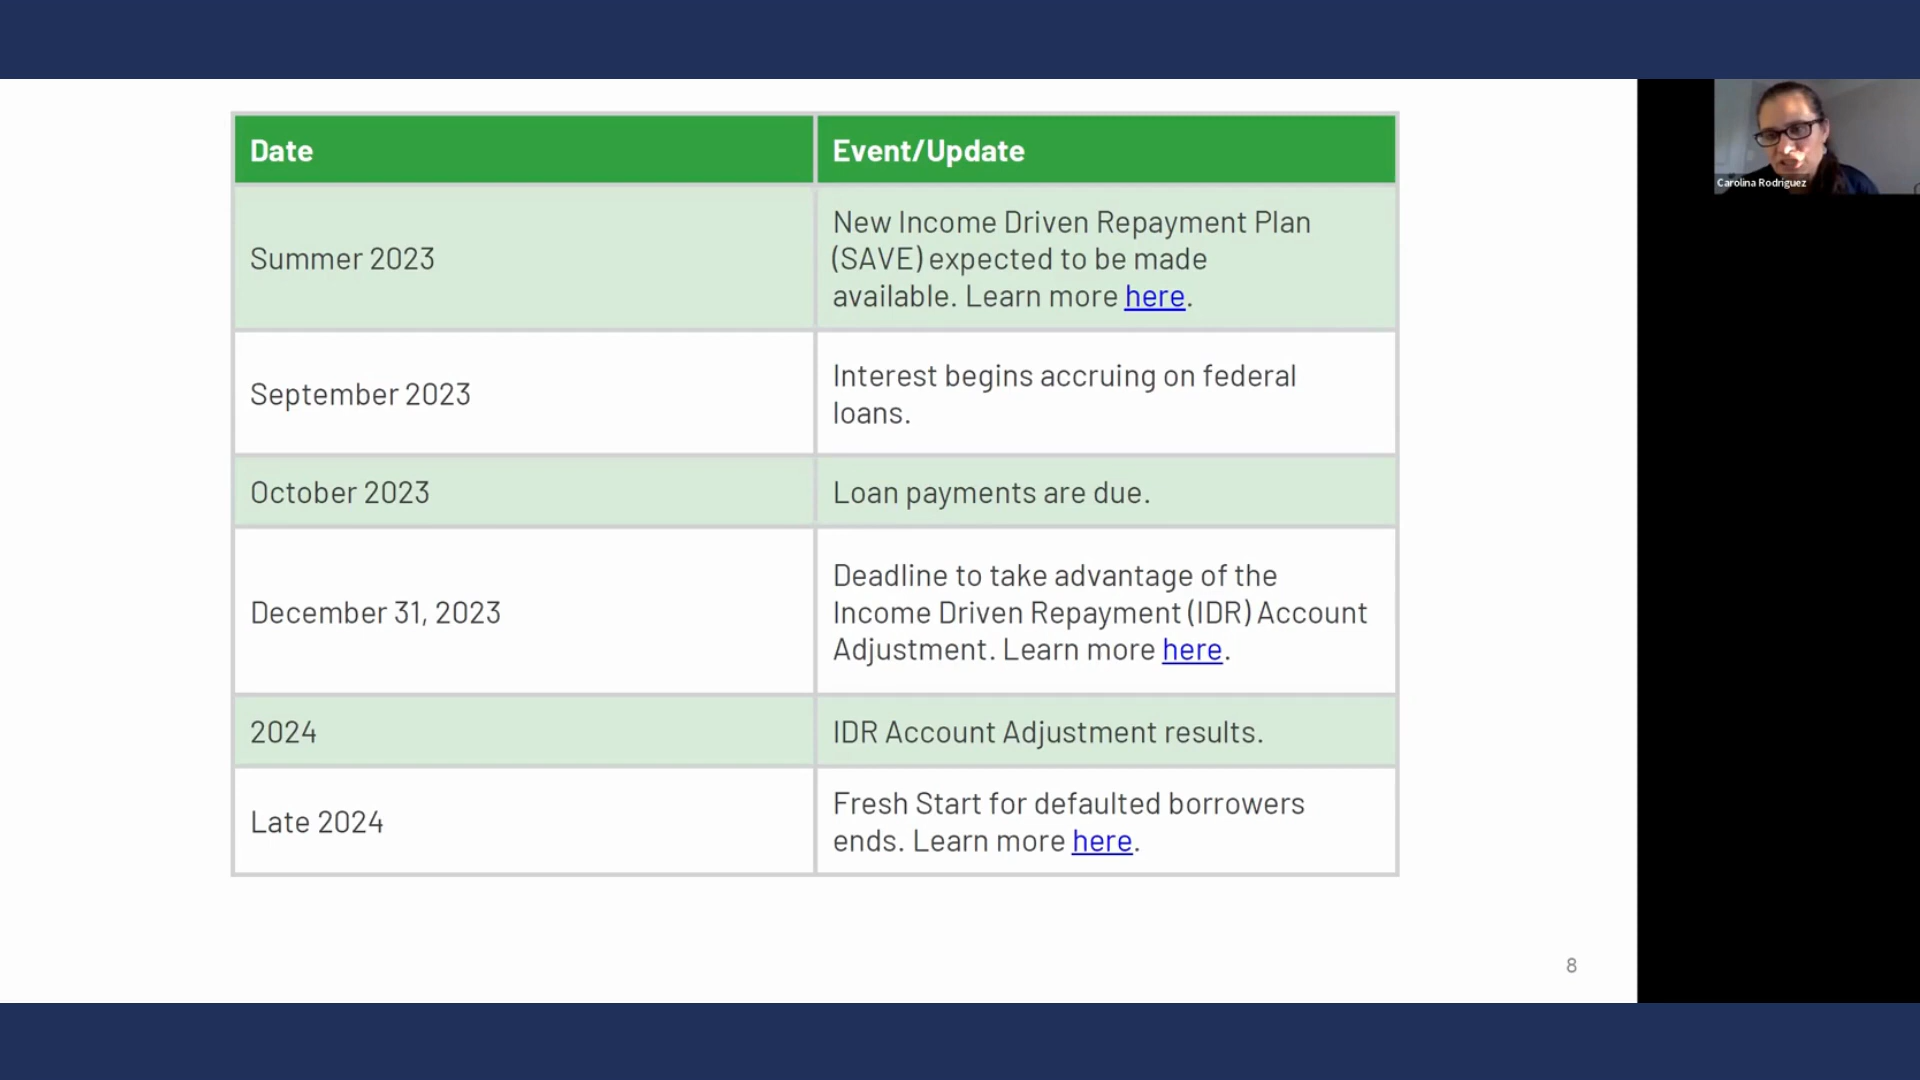 Date
Event/Update
Summer 2023
New Income Driven Repayment Plan
(SAVE) expected to be made
available. Learn more here.
September 2023
Interest begins accruing on federal
loans.
October 2023
Loan payments are due.
December 31, 2023
Deadline to take advantage of the
Income Driven Repayment (IDR) Account
Adjustment. Learn more here.
2024
IDR Account Adjustment results.
Late 2024
Fresh Start for defaulted borrowers
ends. Learn more here.
8
Carolina Rodriguez